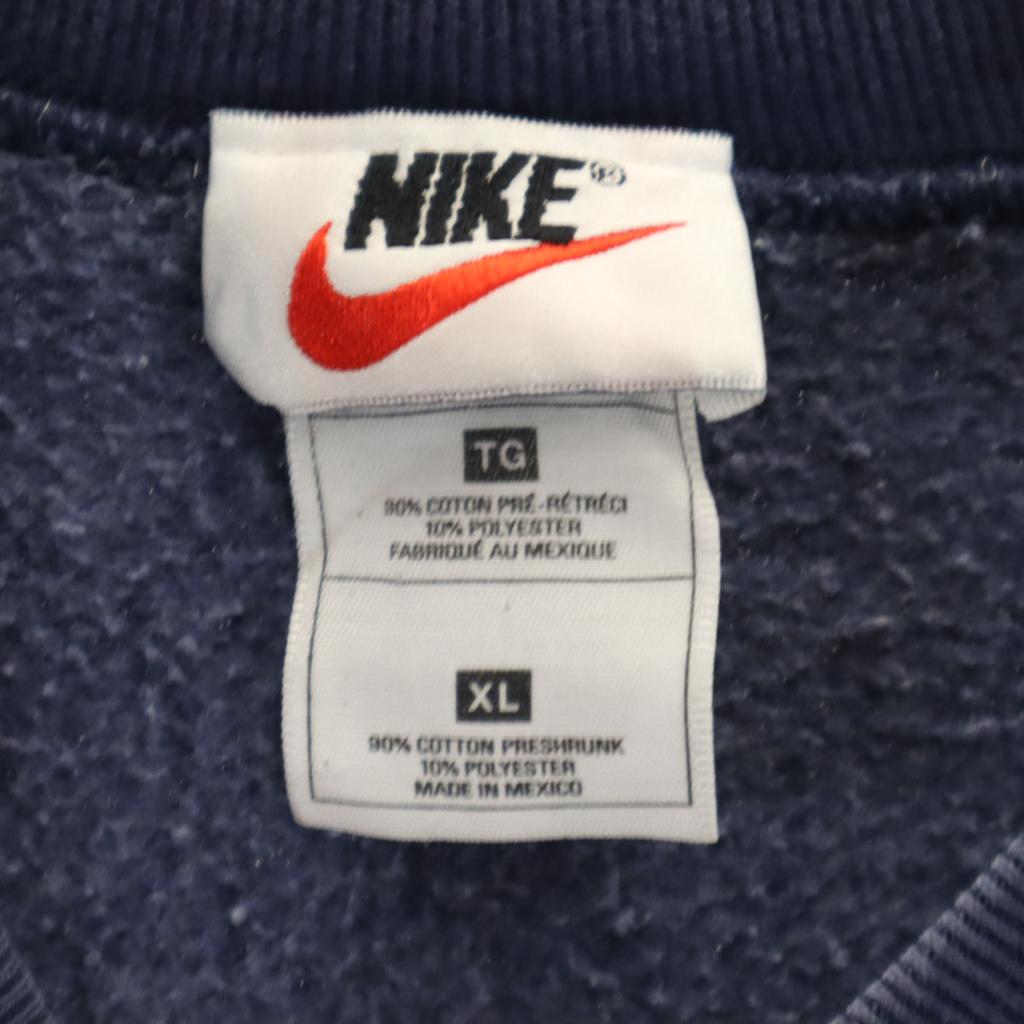 NIKE®
TG
90% COTON PRÉ-RÉTRÉCI
10% POLYESTER
FABRIQUÉ AU MEXIQUE
XL
90% COTTON PRESHRUNK
10% POLYESTER
MADE IN MEXICO